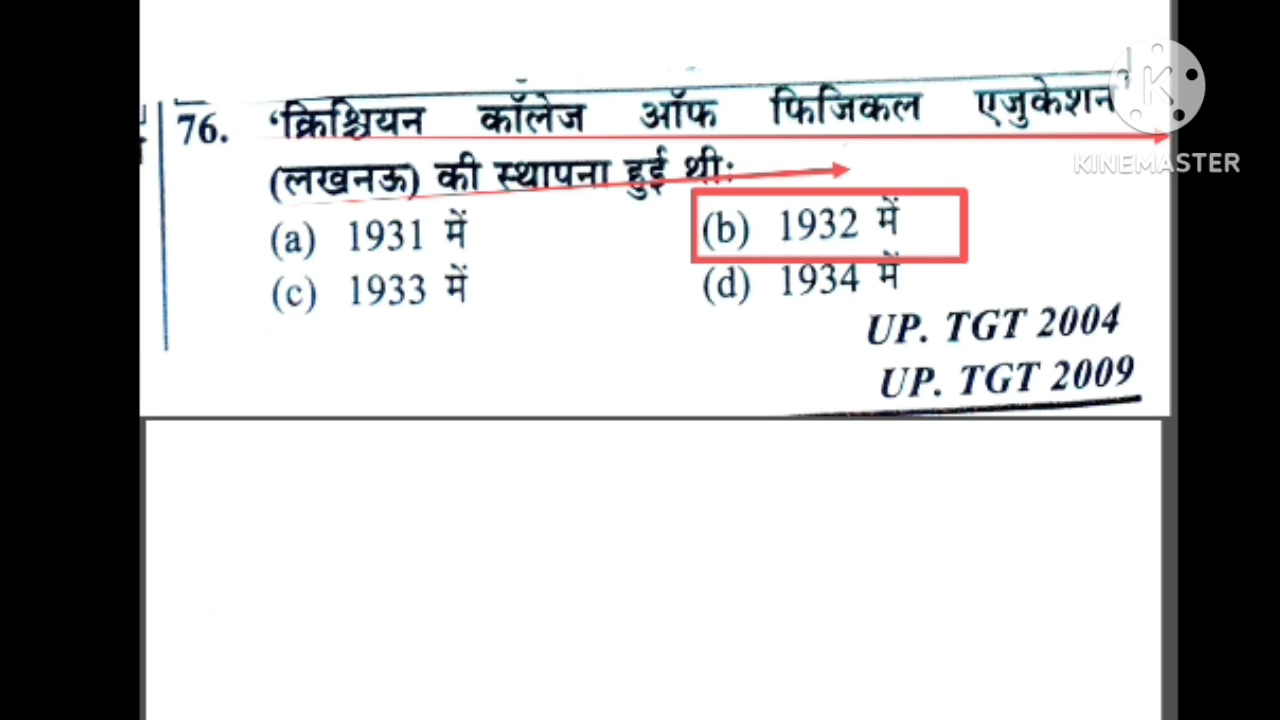 76. ‘क्रिश्चियन कॉलेज ऑफ फिजिकल एजुकेशन’
(लखनऊ) की स्थापना हुई थीः
(a) 1931 में (b) 1932 में
(c) 1933 में (d) 1934 में
UP. TGT 2004
UP. TGT 2009
KINEMASTER